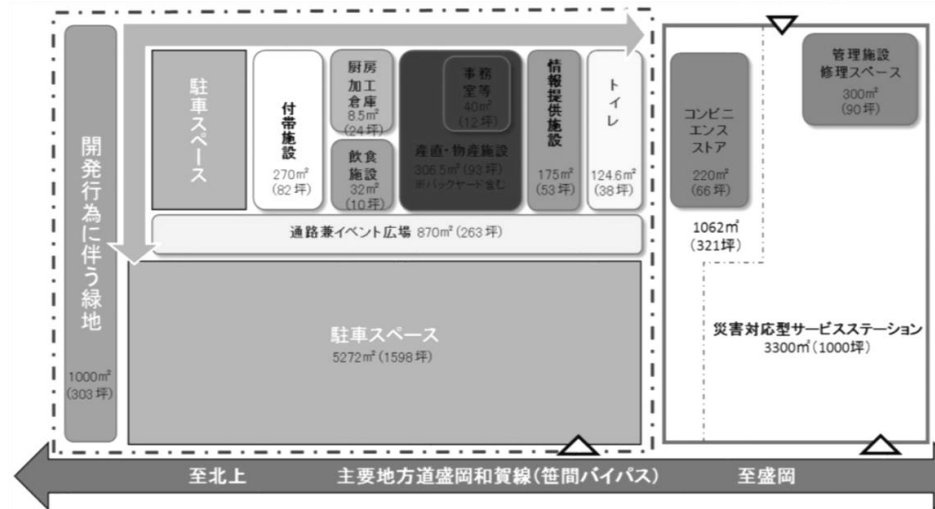 開発行為に伴う緑地
1000㎡
(303坪)
駐車スペース
付帯施設
270㎡
(82坪)
厨房
加工
倉庫
8.5㎡
(24坪)
飲食
施設
32㎡
(10坪)
事務
室等
40㎡
(12坪)
産直・物産施設
306.5㎡(93坪)
※バックヤード含む
情報提供施設
175㎡
(53坪)
トイレ
124.6㎡
(38坪)
通路兼イベント広場 870㎡(263坪)
駐車スペース
5272㎡(1598坪)
コンビニ
エンス
ストア
220㎡
(66坪)
1062㎡
(321坪)
管理施設
修理スペース
300㎡
(90坪)
災害対応型サービスステーション
3300㎡(1000坪)
至北上
主要地方道盛岡和賀線(笹間バイパス)
至盛岡